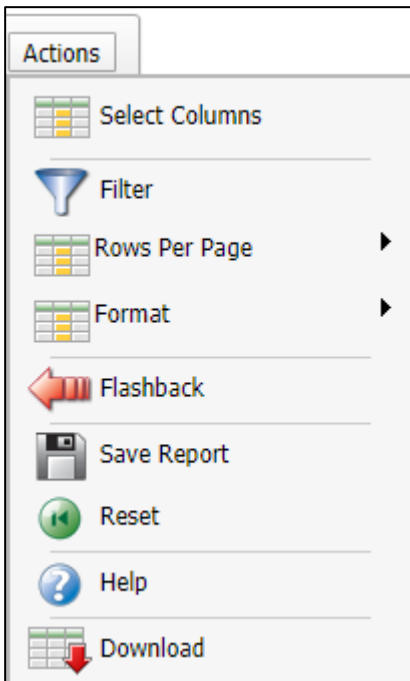 Actions
Select Columns
Filter
Rows Per Page
Format
Flashback
Save Report
Reset
Help
Download